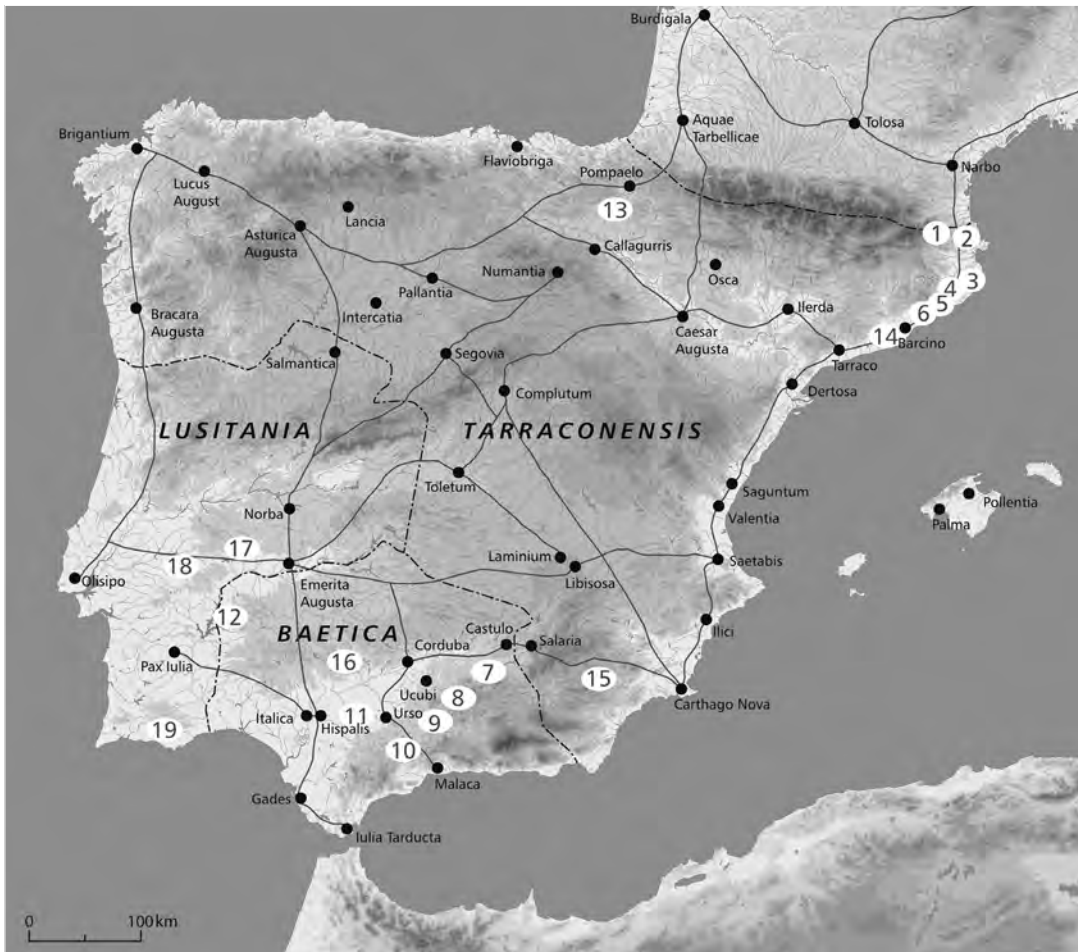 Burdigala
Brigantium
Aquae
Tarbellicae
Tolosa
Flaviobriga
Narbo
Lucus
August
Pompaelo
Lancia
13
Asturica
Augusta
1
2
Callagurris
Numantia
Osca
3
Pallantia
4
5
Intercatia
6
Bracara
Augusta
Ilerda
Caesar
Augusta
14
Barcino
Salmantica
Segovia
Tarraco
Complutum
Dertosa
LUSITANIA
TARRACONENSIS
Toletum
Saguntum
Pollentia
Norba
Valentia
Palma
17
18
Laminium
Saetabis
Olisipo
Emerita
Augusta
Libisosa
12
BAETICA
Castulo
Salaria
Ilici
Corduba
Pax Iulia
16
7
15
Ucubi
8
Carthago Nova
Italica
Hispalis
11
Urso
9
19
10
Malaca
Gades
Iulia Tarducta
0
100km